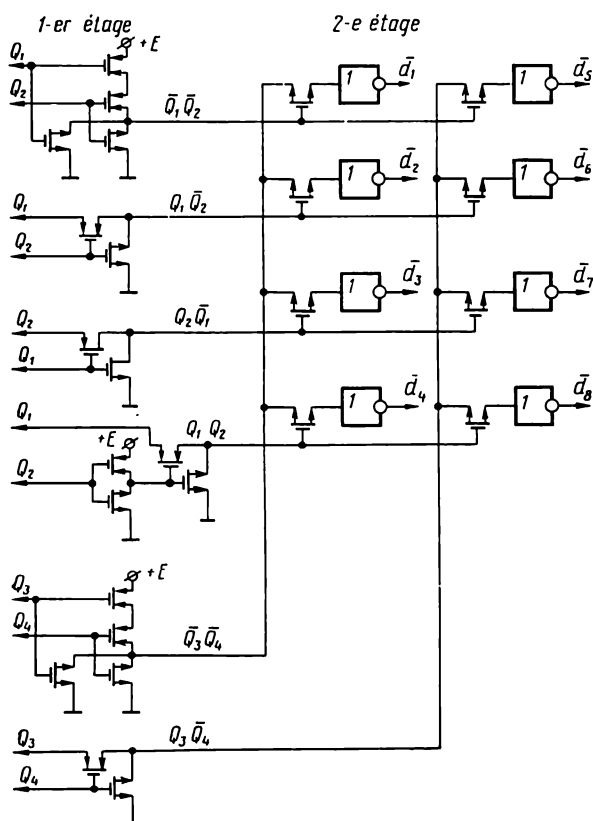 1-er étage
2-e étage
Q₁
+E
Q₂
Q̄₁ Q̄₂
1
d̄₁
1
d̄₅
Q₁
Q₂
Q₁ Q̄₂
1
d̄₂
1
d̄₆
Q₂
Q₁
Q₂ Q̄₁
1
d̄₃
1
d̄₇
Q₁
+E
Q₂
Q₁ Q₂
1
d̄₄
1
d̄₈
Q₃
+E
Q₄
Q̄₃ Q̄₄
Q₃
Q₄
Q₃ Q̄₄